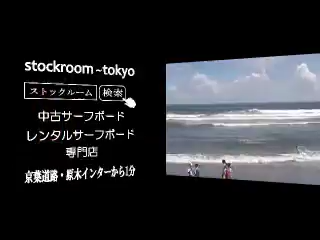 stockroom ~tokyo
ストックルーム 検索
中古サーフボード
レンタルサーフボード
専門店
京葉道路・原木インターから1分